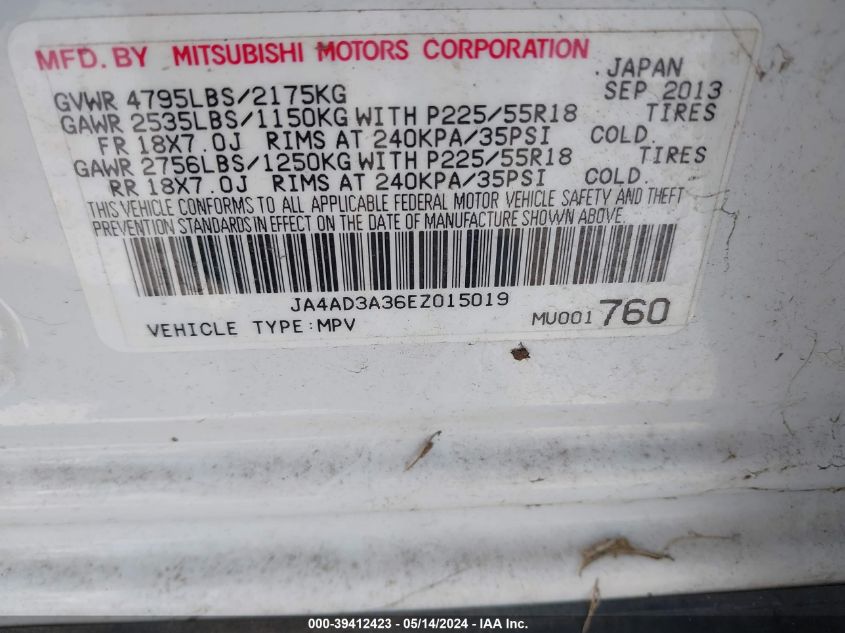 MFD. BY MITSUBISHI MOTORS CORPORATION
JAPAN
GVWR 4795LBS/2175KG SEP 2013
GAWR 2535LBS/1150KG WITH P225/55R18 TIRES
FR 18X7.0J RIMS AT 240KPA/35PSI COLD.
GAWR 2756LBS/1250KG WITH P225/55R18 TIRES
RR 18X7.0J RIMS AT 240KPA/35PSI COLD.
THIS VEHICLE CONFORMS TO ALL APPLICABLE FEDERAL MOTOR VEHICLE SAFETY AND THEFT
PREVENTION STANDARDS IN EFFECT ON THE DATE OF MANUFACTURE SHOWN ABOVE.
JA4AD3A36EZ015019
VEHICLE TYPE:MPV MU001760
000-39412423 - 05/14/2024 - IAA Inc.